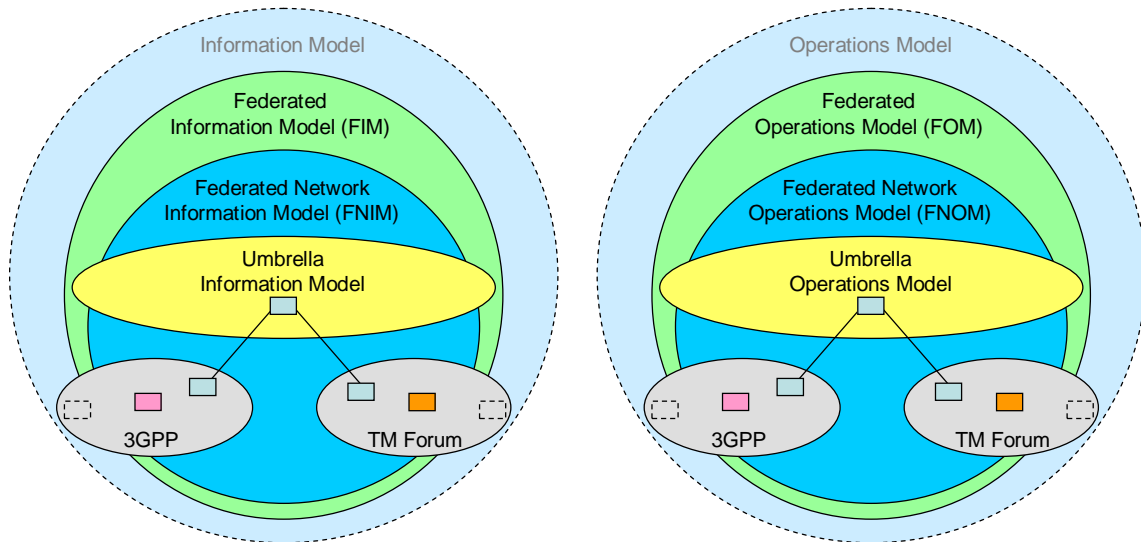 Information Model
Federated
Information Model (FIM)
Federated Network
Information Model (FNIM)
Umbrella
Information Model
3GPP
TM Forum
Operations Model
Federated
Operations Model (FOM)
Federated Network
Operations Model (FNOM)
Umbrella
Operations Model
3GPP
TM Forum